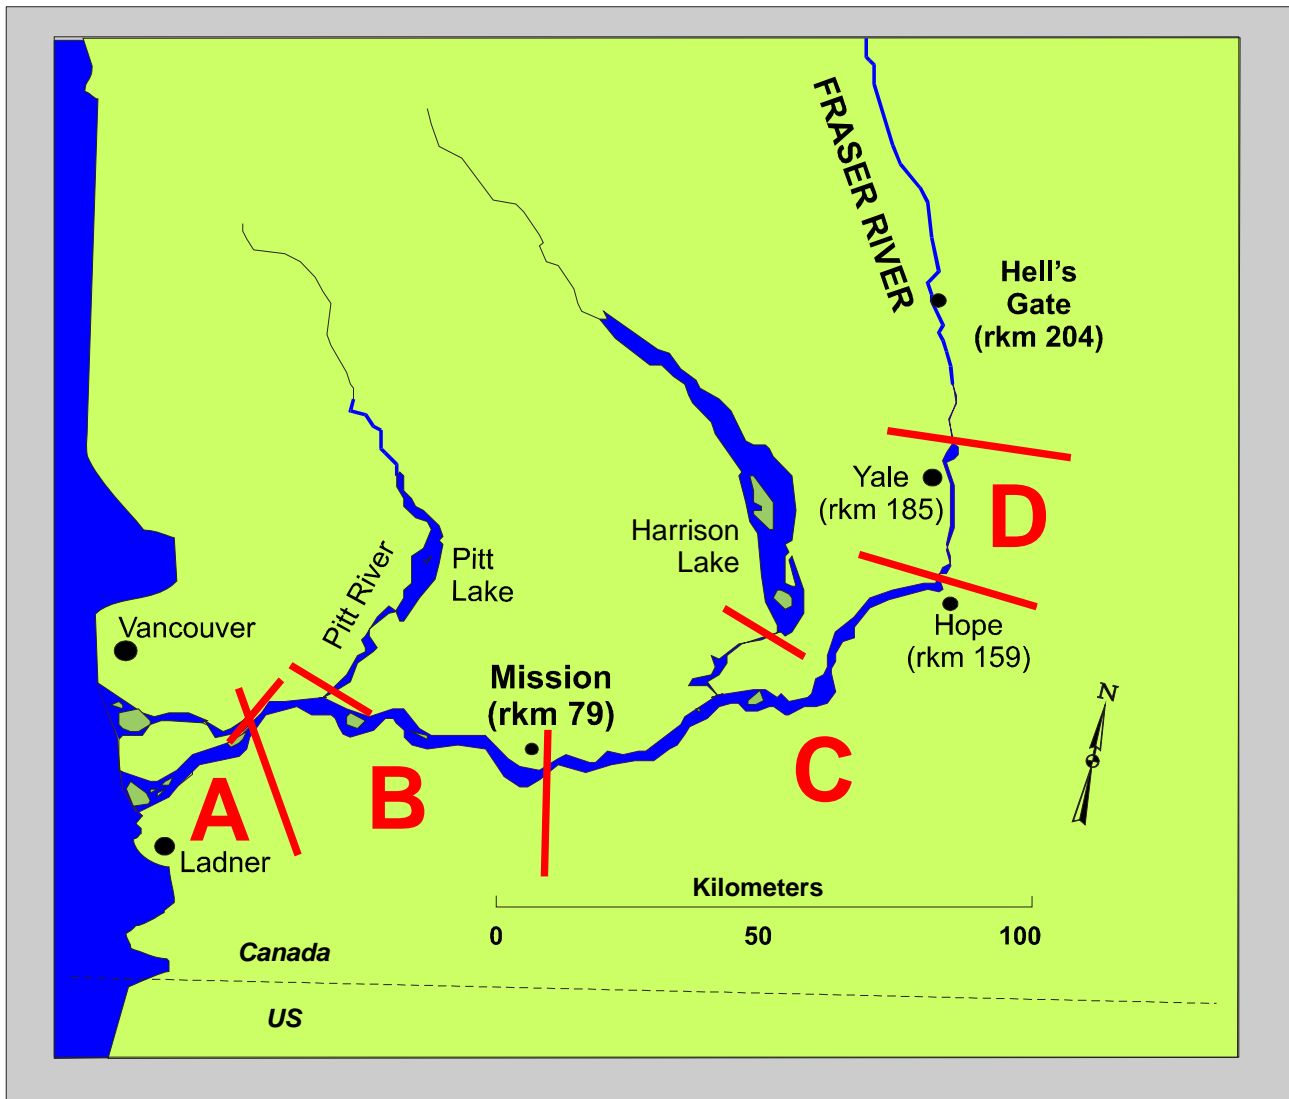 FRASER RIVER
Hell's
Gate
(rkm 204)
Yale
(rkm 185)
D
Harrison
Lake
Pitt
Lake
Pitt River
Vancouver
Hope
(rkm 159)
Mission
(rkm 79)
N
C
B
A
Ladner
Kilometers
0 50 100
Canada
US